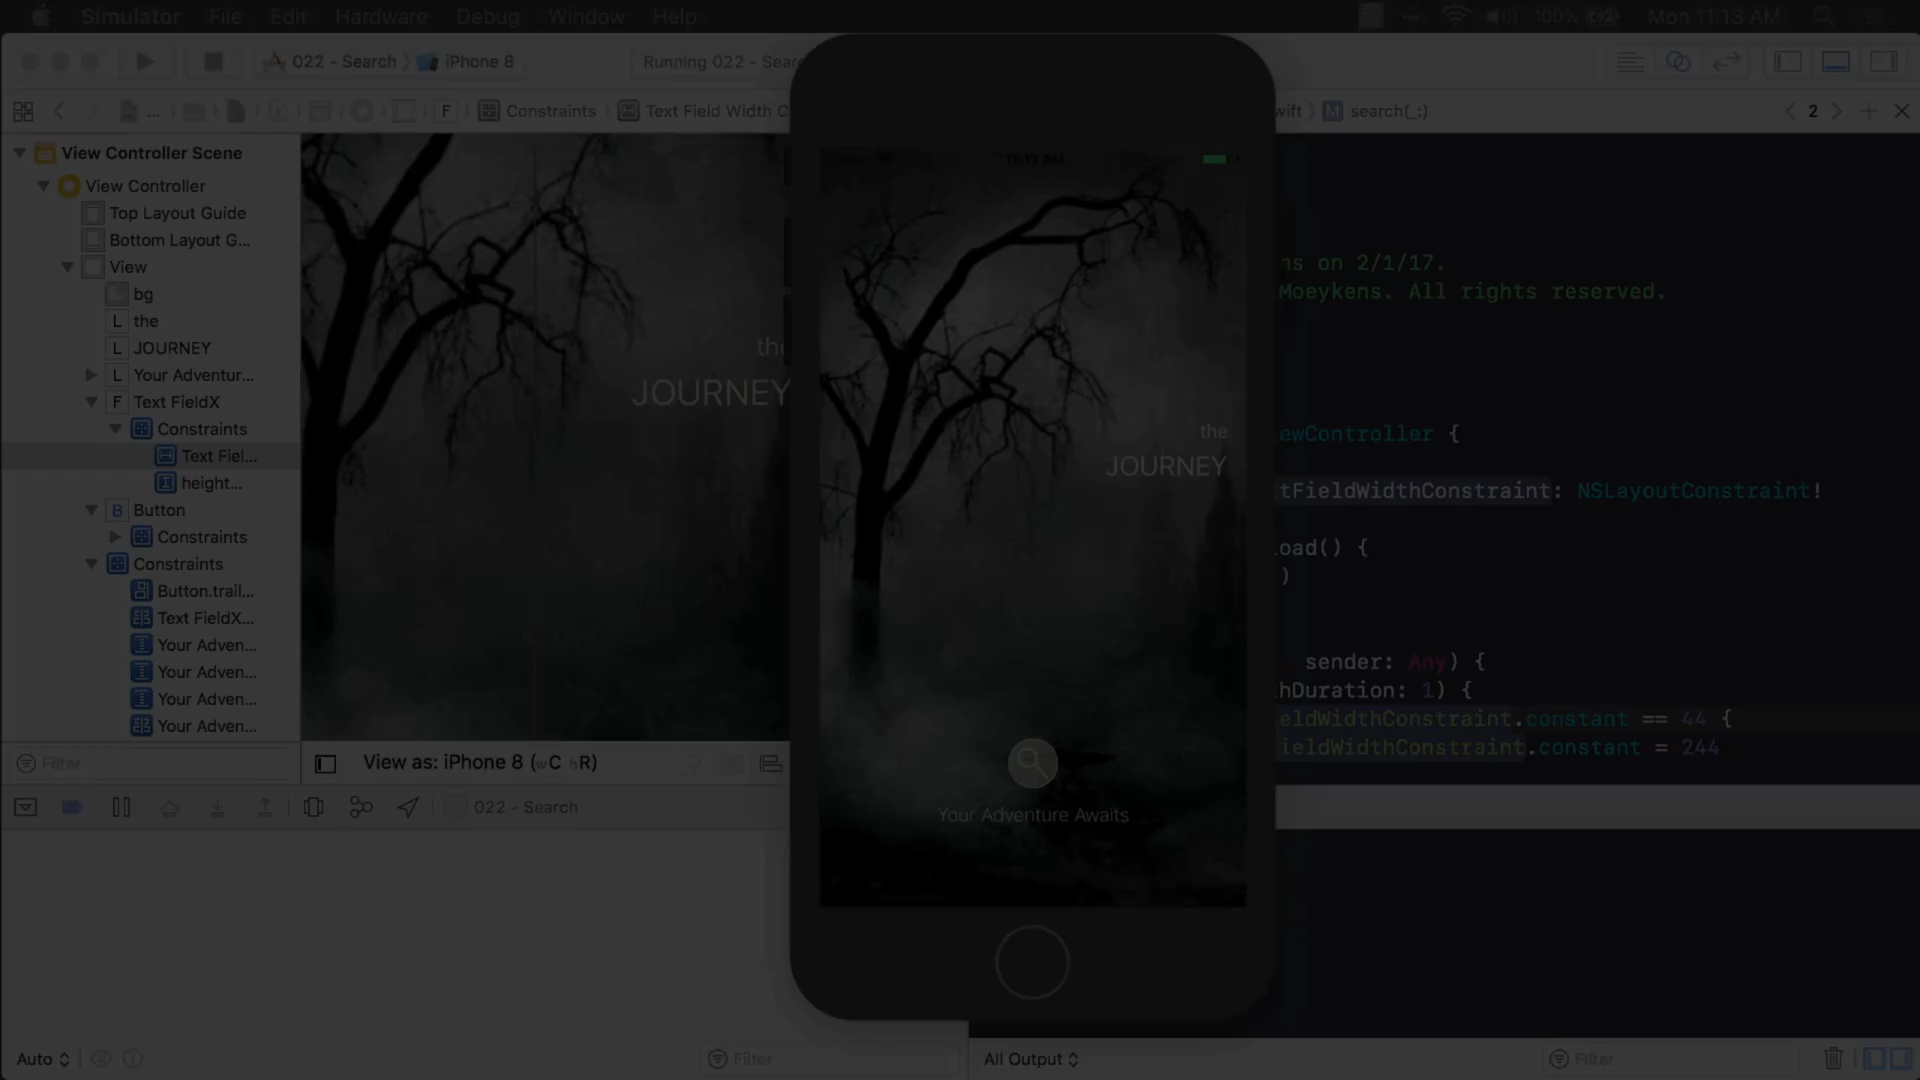 Simulator File Edit Hardware Debug Window Help 100% Mon 11:13 AM
022 - Search iPhone 8 Running 022 - Sear
... F Constraints Text Field Width C
wift M search(_:) 2
View Controller Scene
View Controller
Top Layout Guide
Bottom Layout G...
View
bg
L the
L JOURNEY
L Your Adventur...
F Text FieldX
Constraints
Text Fiel...
height...
B Button
Constraints
Constraints
Button.trail...
Text FieldX...
Your Adven...
Your Adven...
Your Adven...
Your Adven...
Filter
the
JOURNEY
View as: iPhone 8 (wC hR)
022 - Search
the
JOURNEY
Your Adventure Awaits
ns on 2/1/17.
Moeykens. All rights reserved.
ewController {
tFieldWidthConstraint: NSLayoutConstraint!
oad() {
)
sender: Any) {
hDuration: 1) {
eldWidthConstraint.constant == 44 {
ieldWidthConstraint.constant = 244
Auto Filter All Output Filter